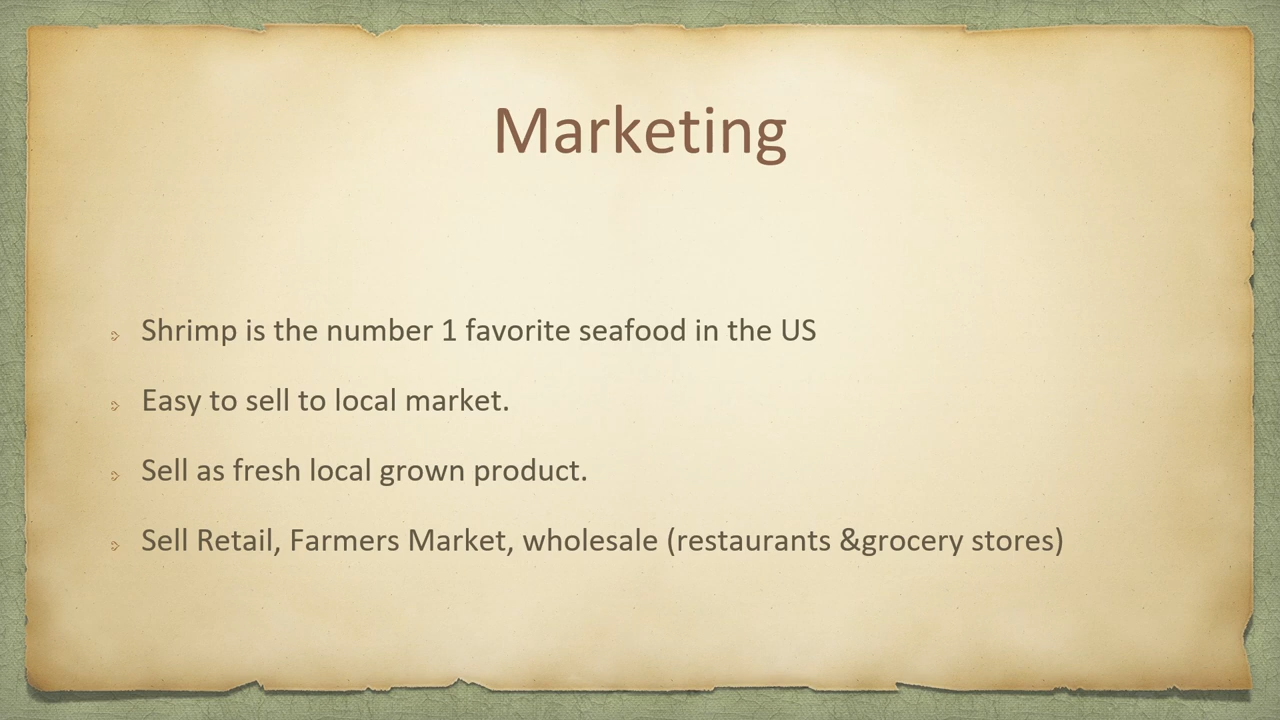 Marketing
Shrimp is the number 1 favorite seafood in the US
Easy to sell to local market.
Sell as fresh local grown product.
Sell Retail, Farmers Market, wholesale (restaurants &grocery stores)